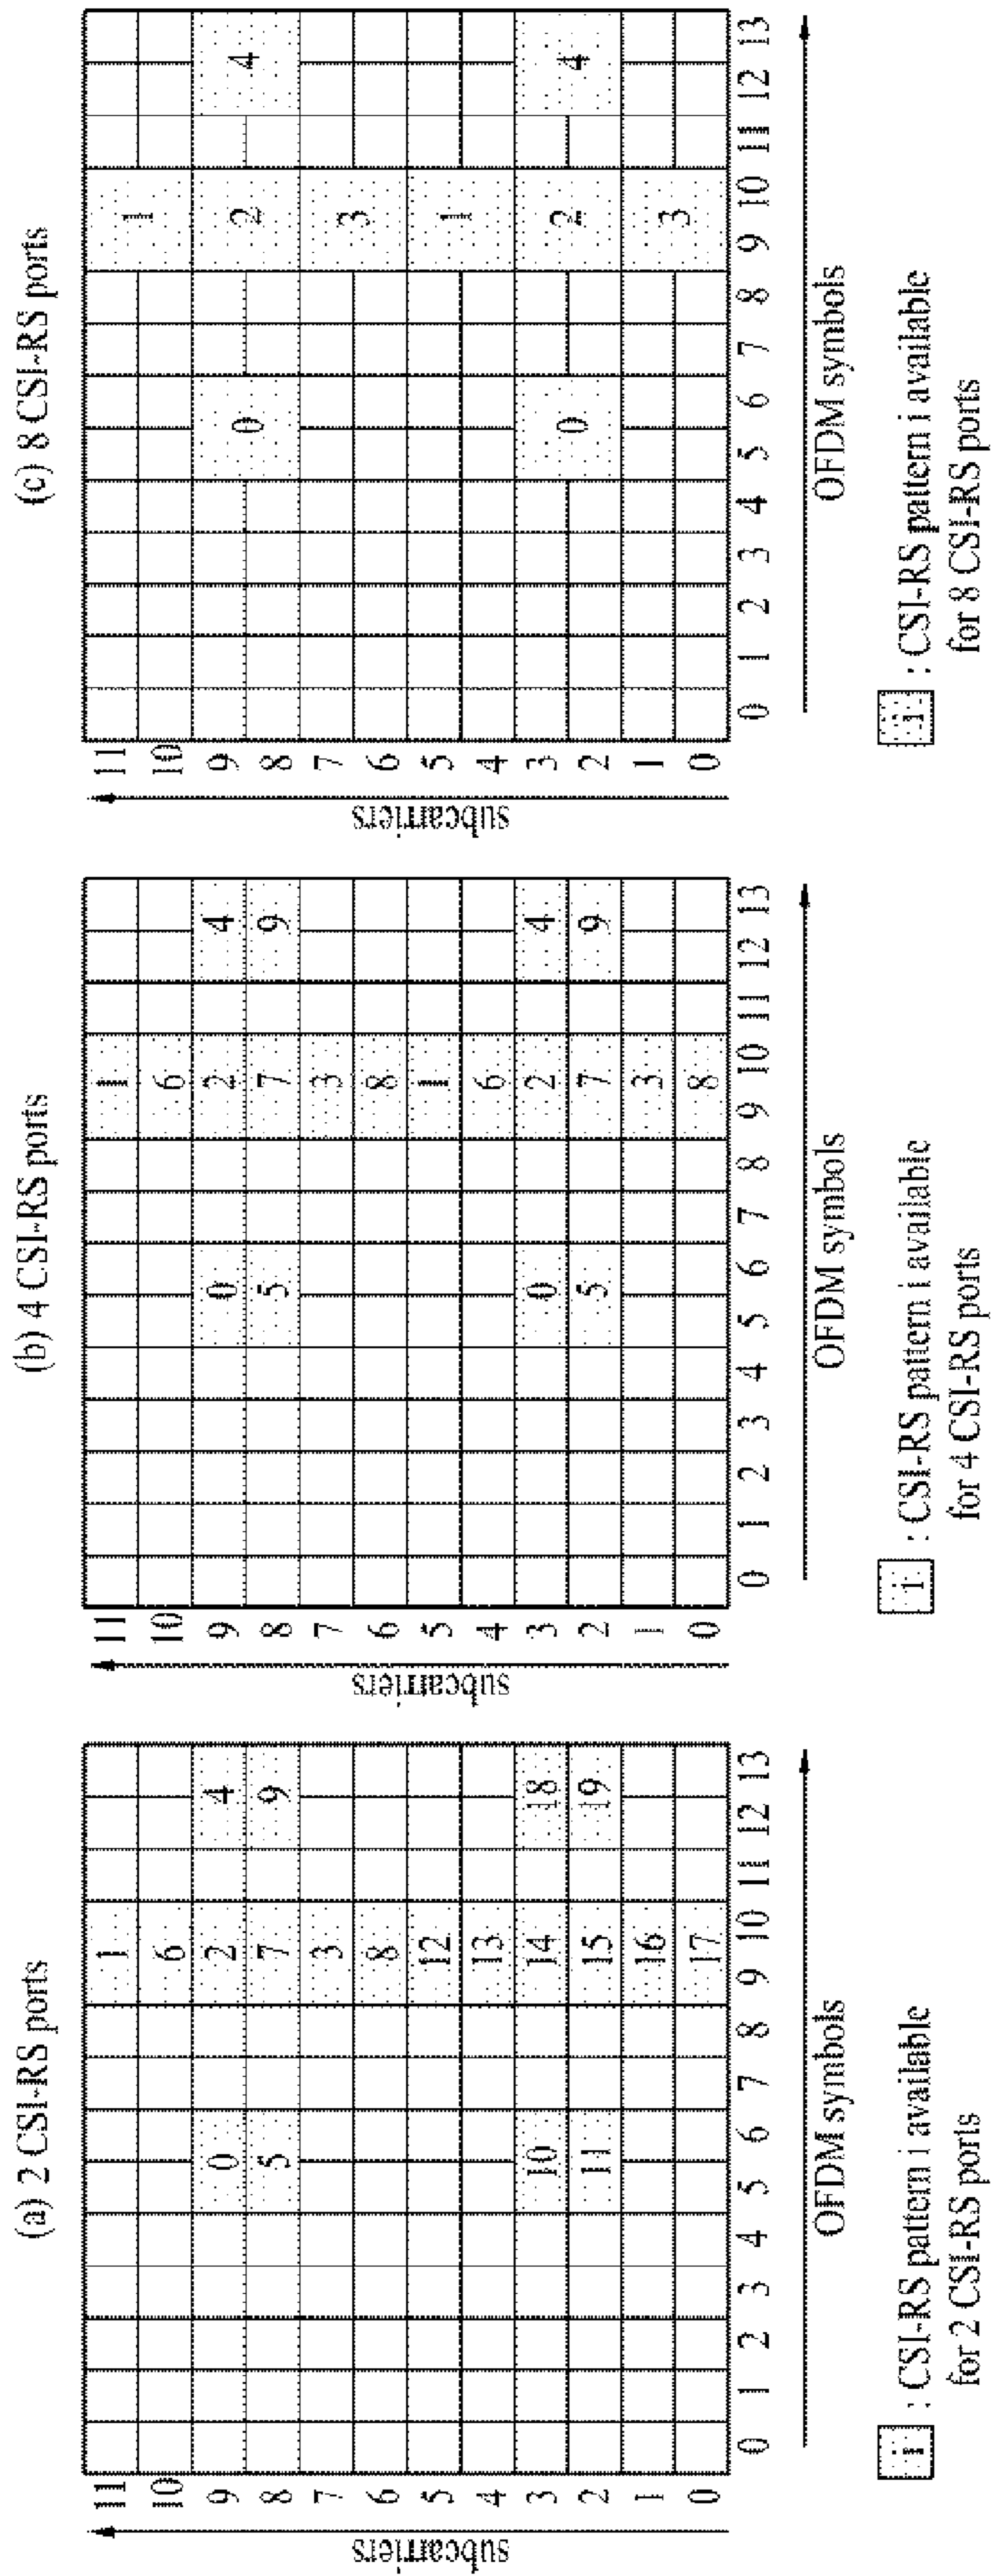 (a) 2 CSI-RS ports
subcarriers
11 1
10 6
9 0 2 4
8 5 7 9
7 3
6 8
5 12
4 13
3 10 14 18
2 11 15 19
1 16
0 17
0 1 2 3 4 5 6 7 8 9 10 11 12 13
OFDM symbols
i : CSI-RS pattern i available
for 2 CSI-RS ports
(b) 4 CSI-RS ports
subcarriers
11 1
10 6
9 0 2 4
8 5 7 9
7 3
6 8
5 1
4 6
3 0 2 4
2 5 7 9
1 3
0 8
0 1 2 3 4 5 6 7 8 9 10 11 12 13
OFDM symbols
i : CSI-RS pattern i available
for 4 CSI-RS ports
(c) 8 CSI-RS ports
subcarriers
11
1
10
9
0 2 4
8
7
3
6
5
1
4
3
0 2 4
2
1
3
0
0 1 2 3 4 5 6 7 8 9 10 11 12 13
OFDM symbols
i : CSI-RS pattern i available
for 8 CSI-RS ports